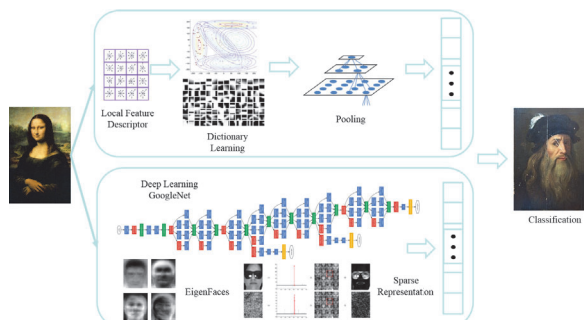 Local Feature
Descriptor
Dictionary
Learning
Pooling
Deep Learning
GoogleNet
EigenFaces
Sparse
Representation
Classification